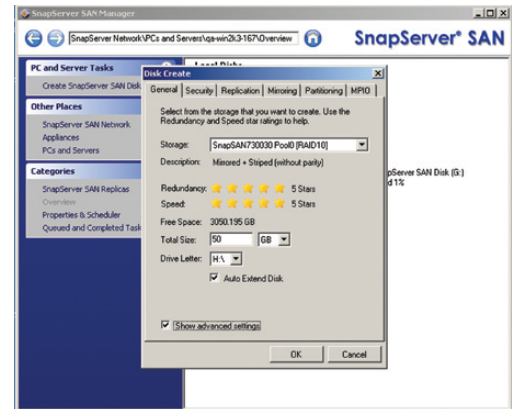 SnapServer SAN Manager
SnapServer Network\PCs and Servers\qa-win2k3-167\Overview
SnapServer® SAN
PC and Server Tasks
Create SnapServer SAN Disk
Other Places
SnapServer SAN Network
Appliances
PCs and Servers
Categories
SnapServer SAN Replicas
Overview
Properties & Scheduler
Queued and Completed Task
Local Disks
Disk Create
General Security Replication Mirroring Partitioning MPIO
Select from the storage that you want to create. Use the
Redundancy and Speed star ratings to help.
Storage: SnapSAN730030 Pool0 [RAID10]
Description: Mirrored + Striped (without parity)
Redundancy: 5 Stars
Speed: 5 Stars
Free Space: 3050.195 GB
Total Size: 50 GB
Drive Letter: H:\
Auto Extend Disk
Show advanced settings
OK Cancel
pServer SAN Disk (G:)
d 1%